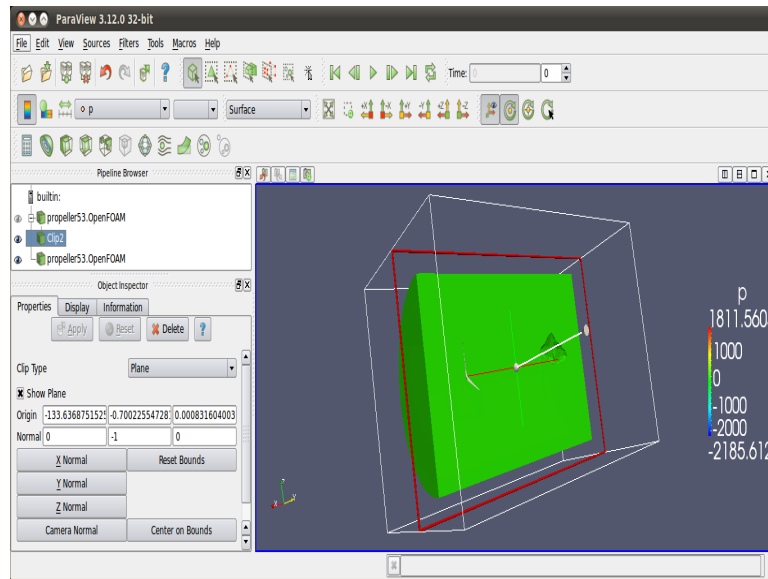 ParaView 3.12.0 32-bit
File Edit View Sources Filters Tools Macros Help
Time: 0 0
p Surface +X -X +Y -Y +Z -Z
Pipeline Browser
builtin:
propeller53.OpenFOAM
Clip2
propeller53.OpenFOAM
Object Inspector
Properties Display Information
Apply Reset Delete ?
Clip Type Plane
Show Plane
Origin -133.6368751525 -0.700225547283 0.000831604003
Normal 0 -1 0
X Normal Reset Bounds
Y Normal
Z Normal
Camera Normal Center on Bounds
p
1811.560
1000
0
-1000
-2000
-2185.612